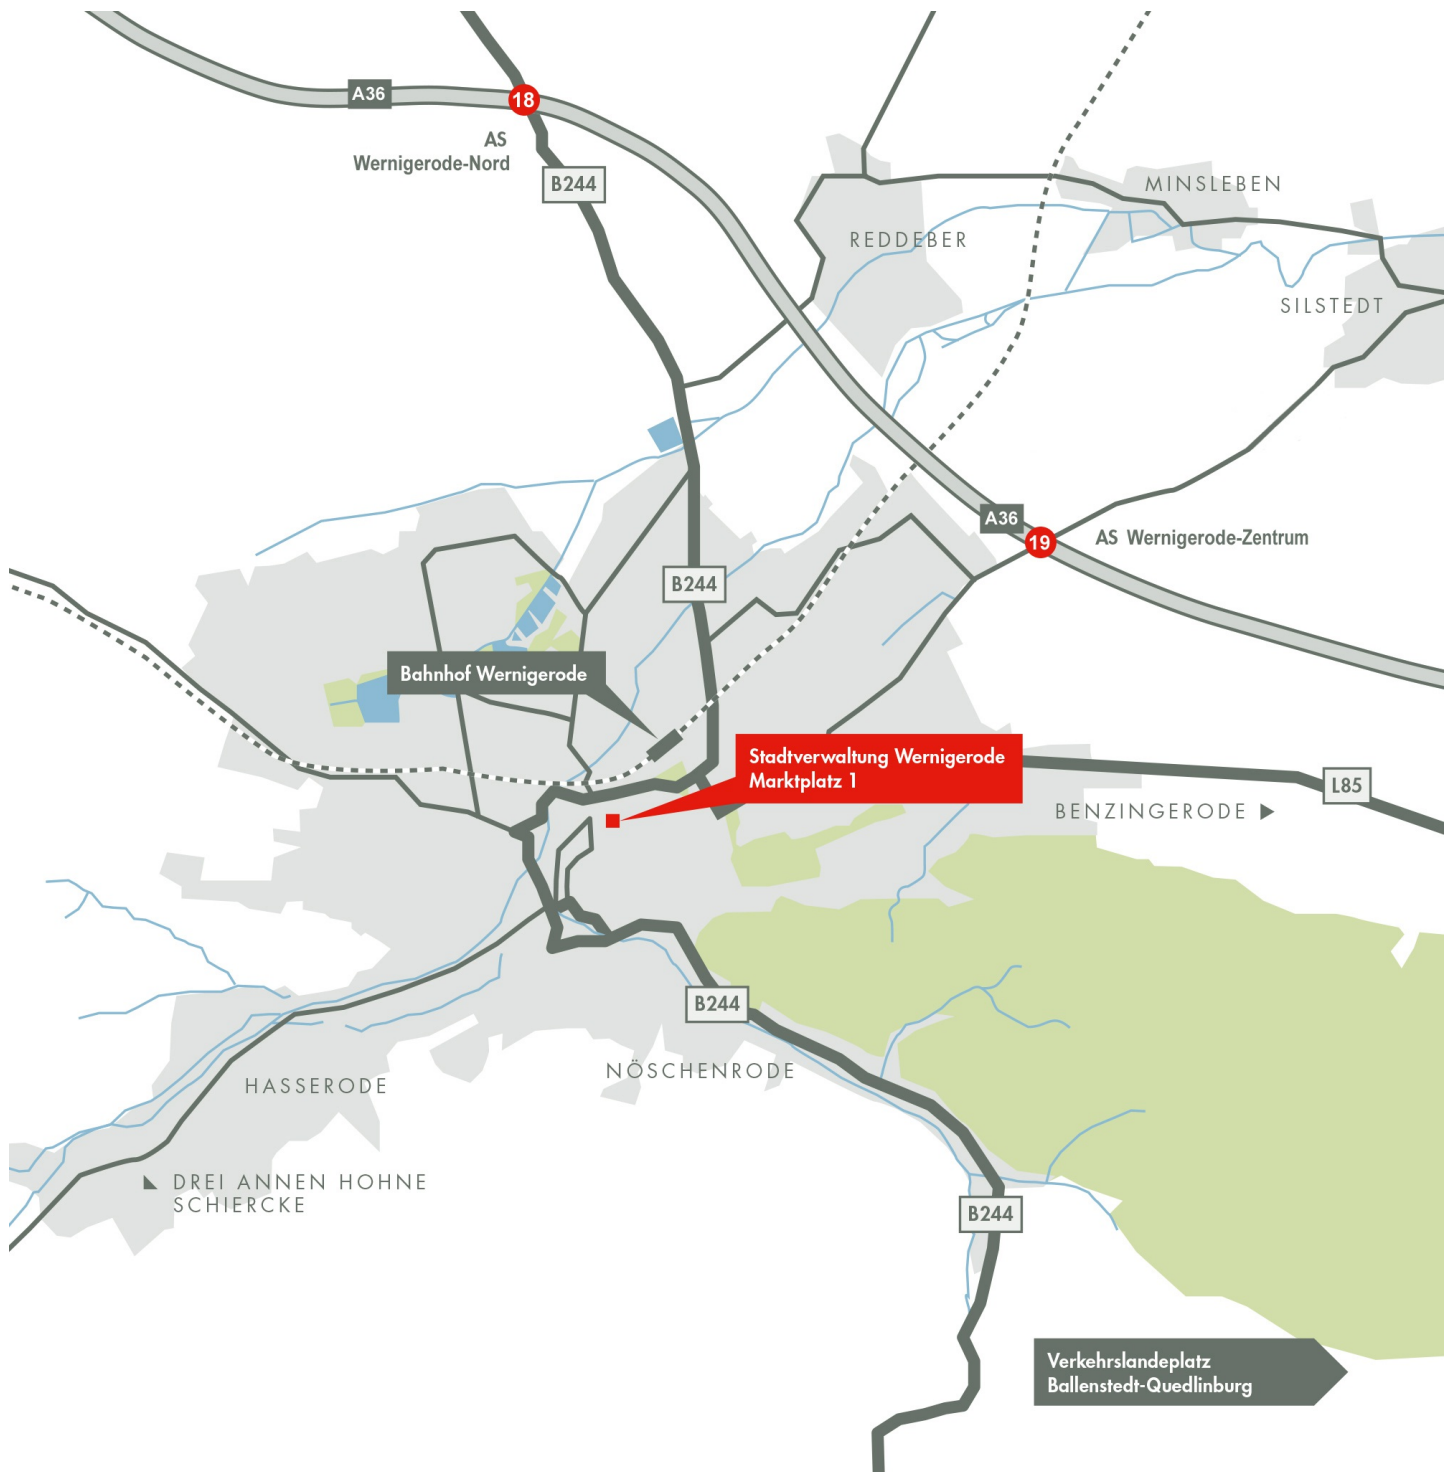 A36
18
AS
Wernigerode-Nord
B244
MINSLEBEN
REDDEBER
SILSTEDT
A36
19
AS Wernigerode-Zentrum
B244
Bahnhof Wernigerode
Stadtverwaltung Wernigerode
Marktplatz 1
L85
BENZINGERODE
B244
NÖSCHENRODE
HASSERODE
DREI ANNEN HOHNE
SCHIERCKE
B244
Verkehrslandeplatz
Ballenstedt-Quedlinburg